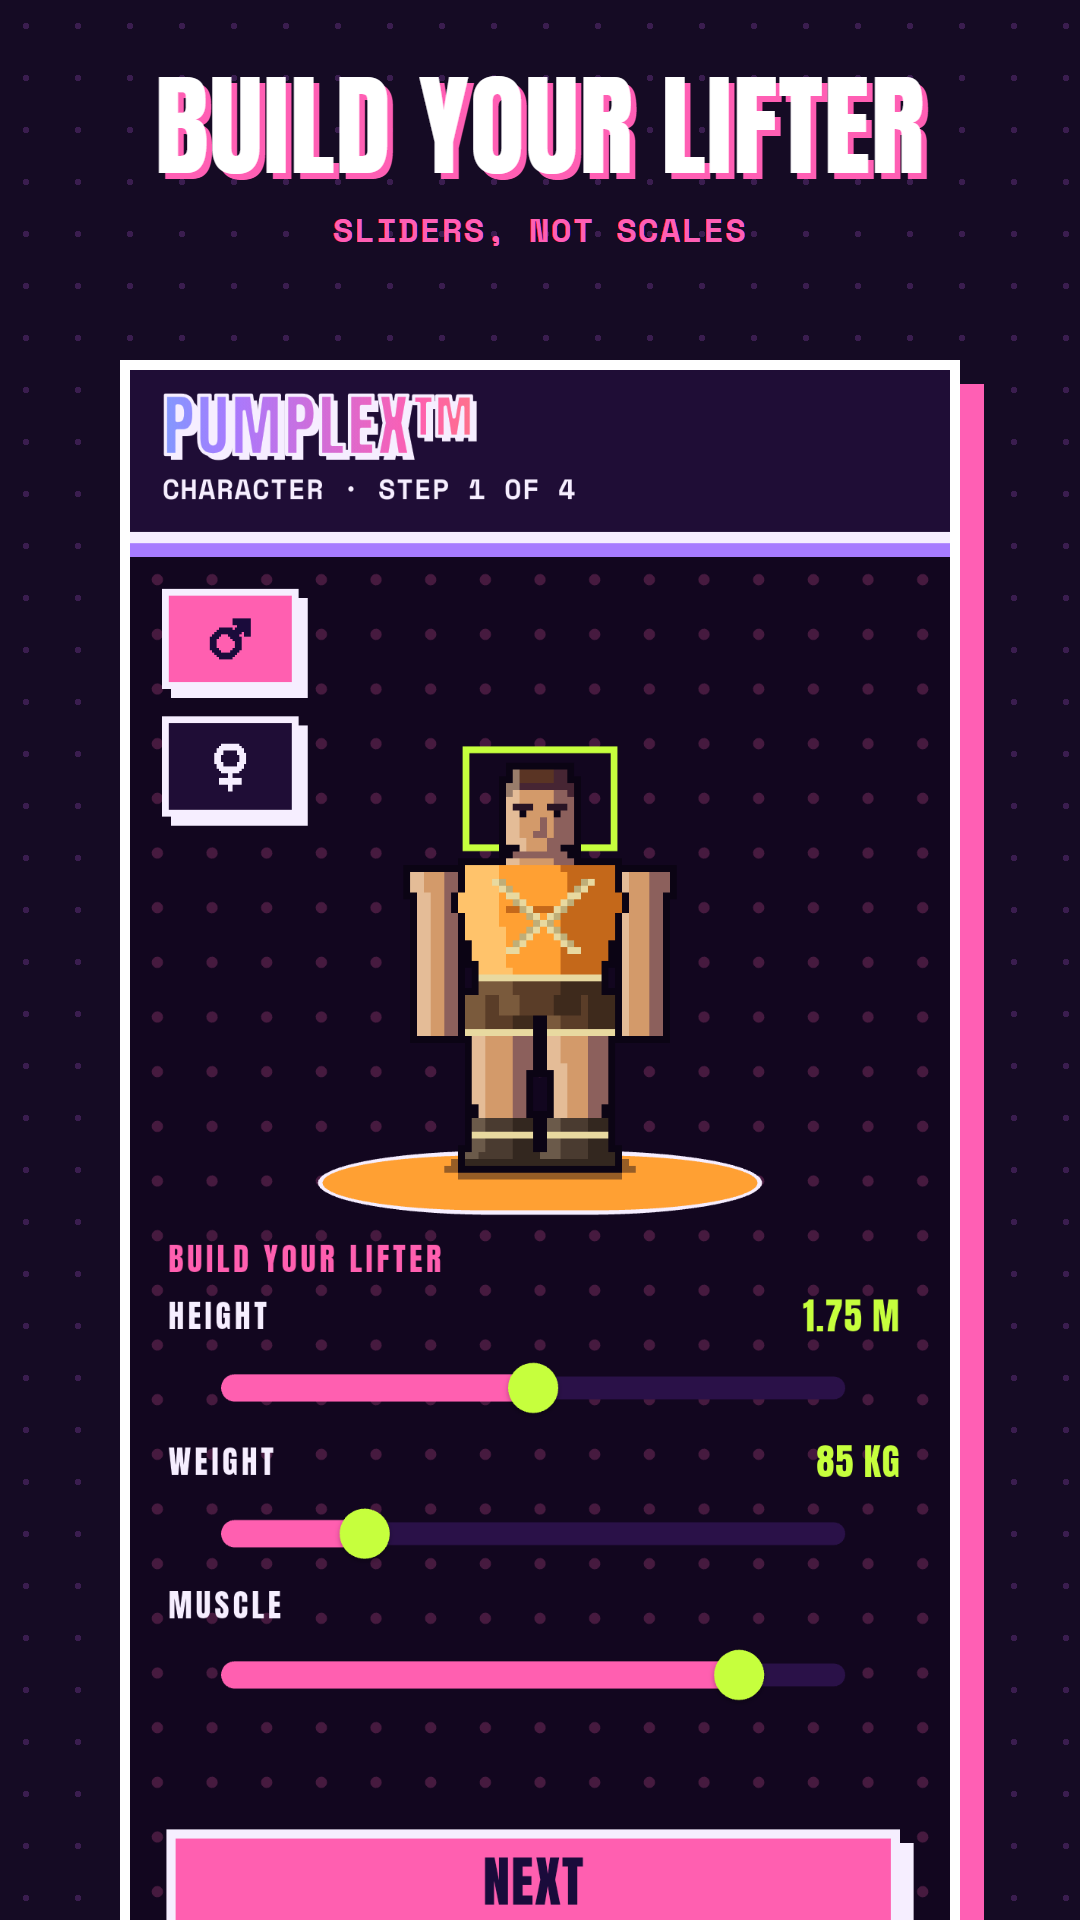 BUILD YOUR LIFTER
SLIDERS, NOT SCALES
PUMPLEX™
CHARACTER · STEP 1 OF 4
♂
♀
BUILD YOUR LIFTER
HEIGHT 1.75 M
WEIGHT 85 KG
MUSCLE
NEXT